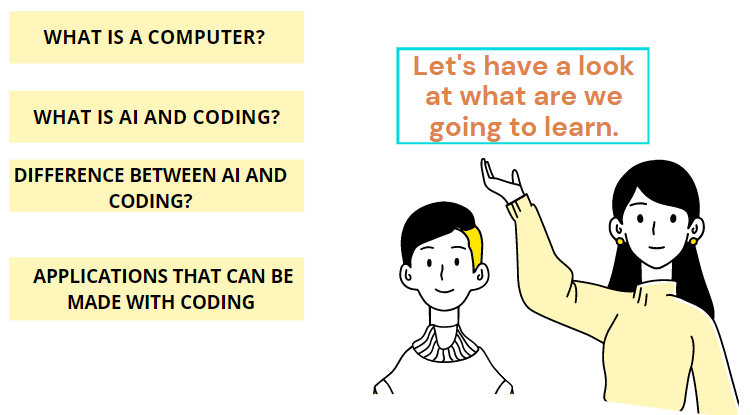 WHAT IS A COMPUTER?
WHAT IS AI AND CODING?
DIFFERENCE BETWEEN AI AND
CODING?
APPLICATIONS THAT CAN BE
MADE WITH CODING
Let's have a look
at what are we
going to learn.